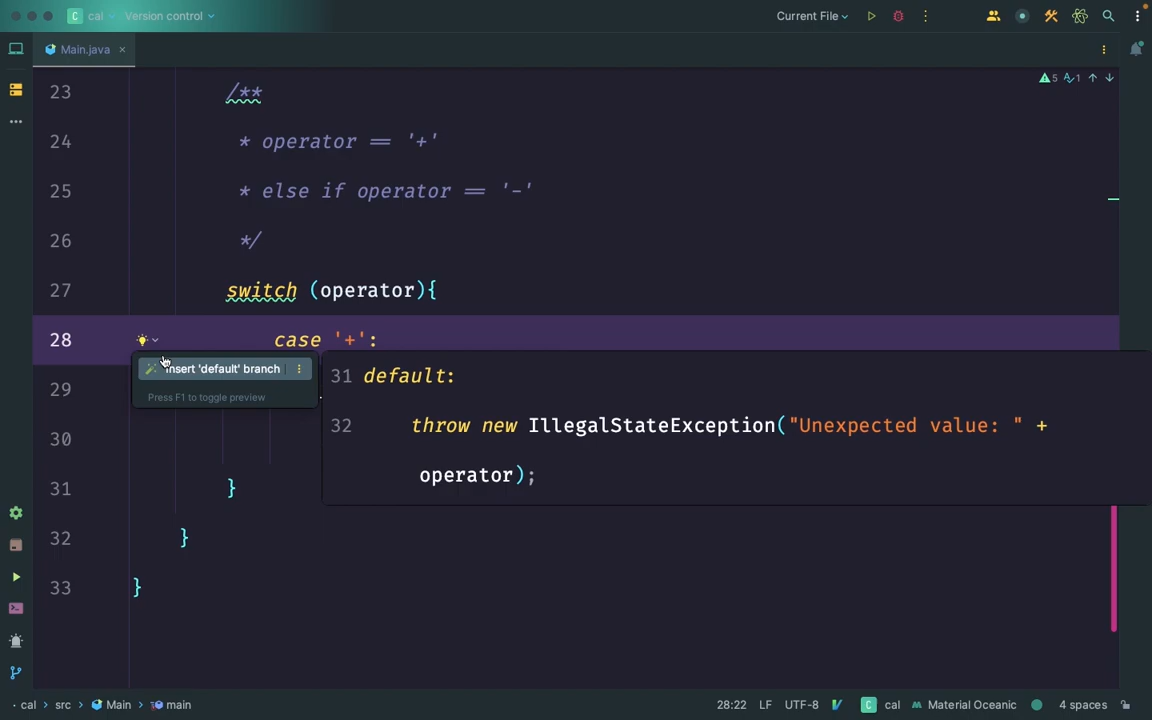 C cal Version control Current File
Main.java ×
5 1
23 /**
24 * operator == '+'
25 * else if operator == '-'
26 */
27 switch (operator){
28 case '+':
29 Insert 'default' branch
Press F1 to toggle preview
31 default:
32 throw new IllegalStateException("Unexpected value: " +
operator);
30
31 }
32 }
33 }
cal > src > Main > main 28:22 LF UTF-8 C cal Material Oceanic 4 spaces